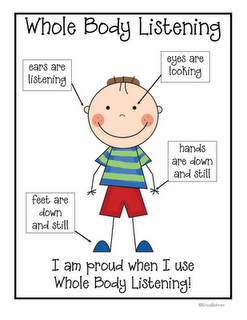 Whole Body Listening
eyes are
looking
ears are
listening
hands
are down
and still
feet are
down
and still
I am proud when I use
Whole Body Listening!